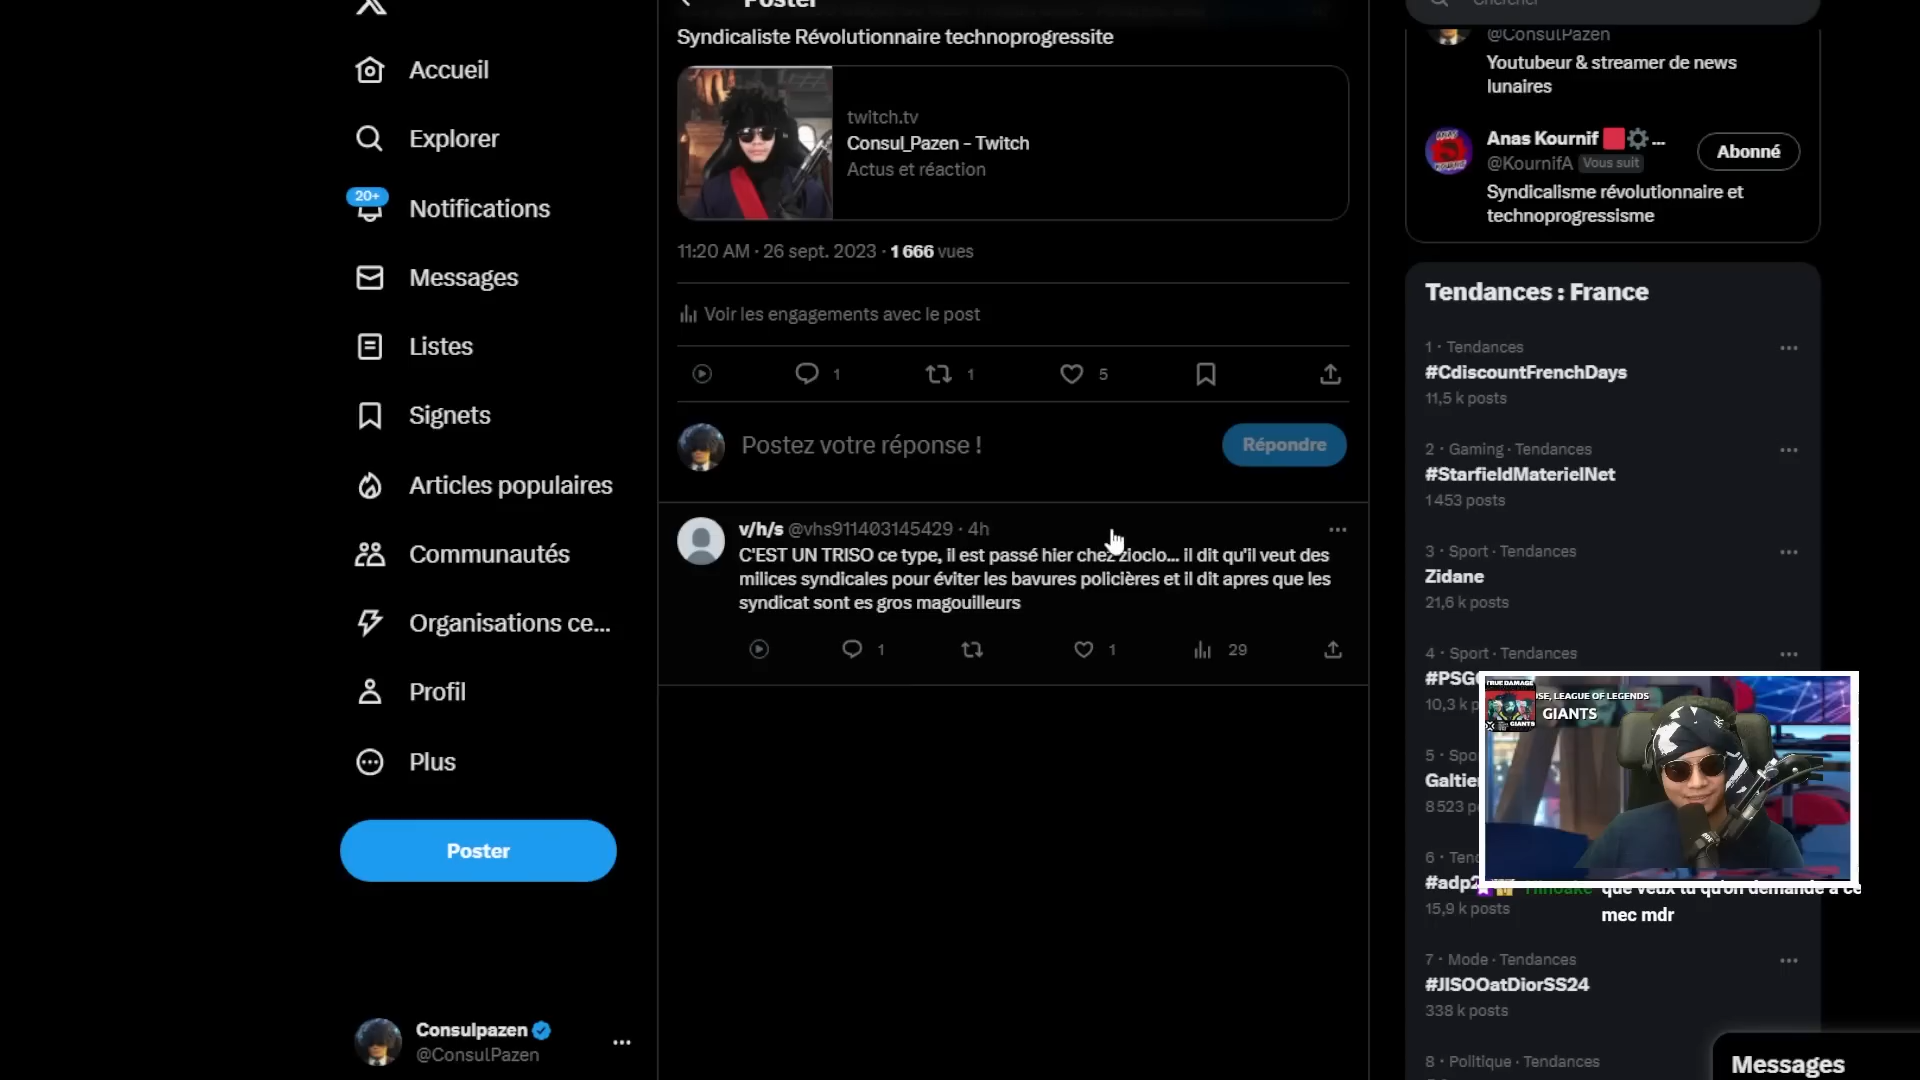 Accueil
Explorer
20+
Notifications
Messages
Listes
Signets
Articles populaires
Communautés
Organisations ce...
Profil
Plus
Poster
Consulpazen
@ConsulPazen
Poster
Syndicaliste Révolutionnaire technoprogressite
twitch.tv
Consul_Pazen - Twitch
Actus et réaction
11:20 AM · 26 sept. 2023 · 1 666 vues
Voir les engagements avec le post
1 1 5
Postez votre réponse !
Répondre
v/h/s @vhs911403145429 · 4h
C'EST UN TRISO ce type, il est passé hier chez zioclo... il dit qu'il veut des
milices syndicales pour éviter les bavures policières et il dit apres que les
syndicat sont es gros magouilleurs
1 1 29
Chercher
@ConsulPazen
Youtubeur & streamer de news
lunaires
Anas Kournif ...
@KournifA Vous suit
Abonné
Syndicalisme révolutionnaire et
technoprogressisme
Tendances : France
1 · Tendances
#CdiscountFrenchDays
11,5 k posts
2 · Gaming · Tendances
#StarfieldMaterielNet
1 453 posts
3 · Sport · Tendances
Zidane
21,6 k posts
4 · Sport · Tendances
#PSG
10,3 k p
5 · Spo
Galtie
8 523 p
6 · Ten
#adp
15,9 k posts
TRUE DAMAGE
GIANTS
SE, LEAGUE OF LEGENDS
GIANTS
que veux tu qu'on demande a ce
mec mdr
7 · Mode · Tendances
#JISOOatDiorSS24
338 k posts
8 · Politique · Tendances
Messages